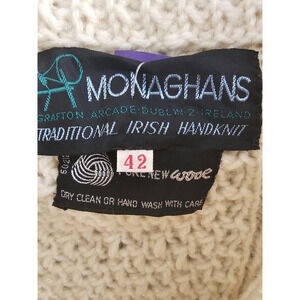 MONAGHANS
GRAFTON ARCADE·DUBLIN·2·IRELAND
TRADITIONAL IRISH HANDKNIT
42
PURE NEW wool
DRY CLEAN OR HAND WASH WITH CARE